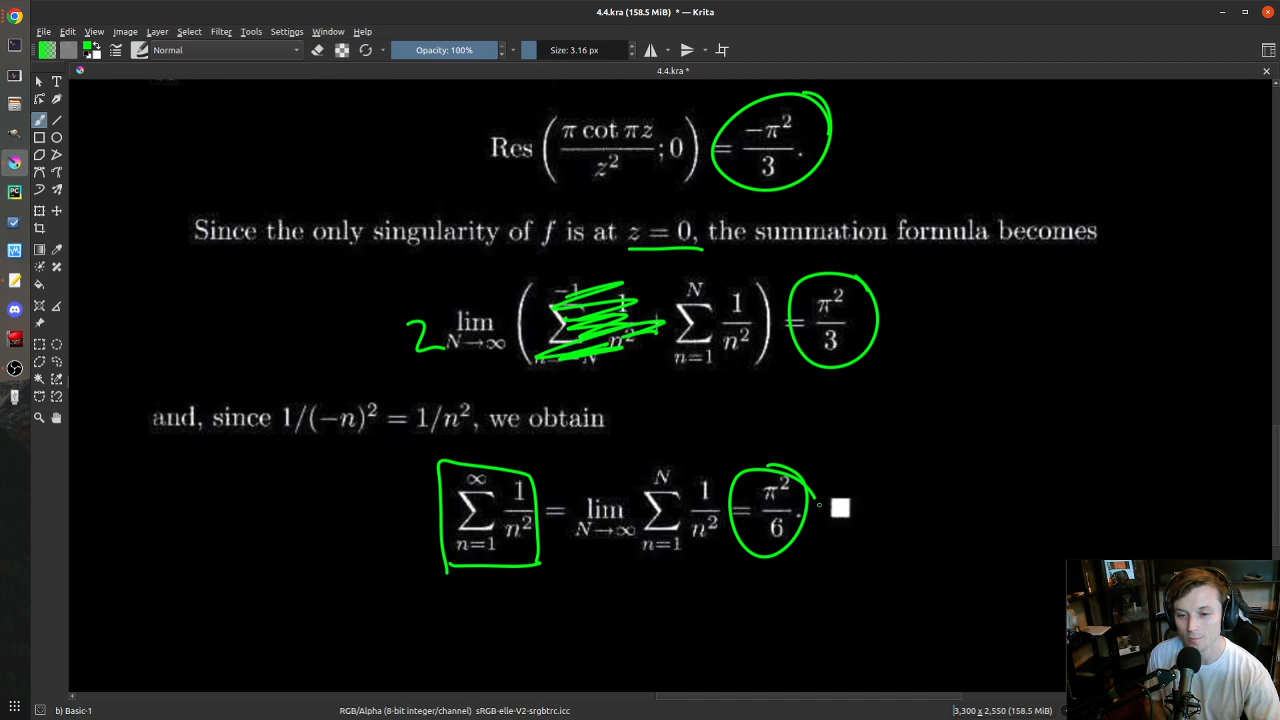 4.4.kra (158.5 MiB) * — Krita
File Edit View Image Layer Select Filter Tools Settings Window Help
Normal Opacity: 100% Size: 3.16 px
4.4.kra *
Res ( π cot πz / z² ; 0 ) = −π² / 3 .
Since the only singularity of f is at z = 0, the summation formula becomes
2 lim N→∞ ( ∑ −1 1 / n² + ∑ n=1 N 1 / n² ) = π² / 3
and, since 1/(−n)² = 1/n², we obtain
∑ n=1 ∞ 1 / n² = lim N→∞ ∑ n=1 N 1 / n² = π² / 6 . ■
b) Basic-1 RGB/Alpha (8-bit integer/channel) sRGB-elle-V2-srgbtrc.icc 3,300 x 2,550 (158.5 MiB)